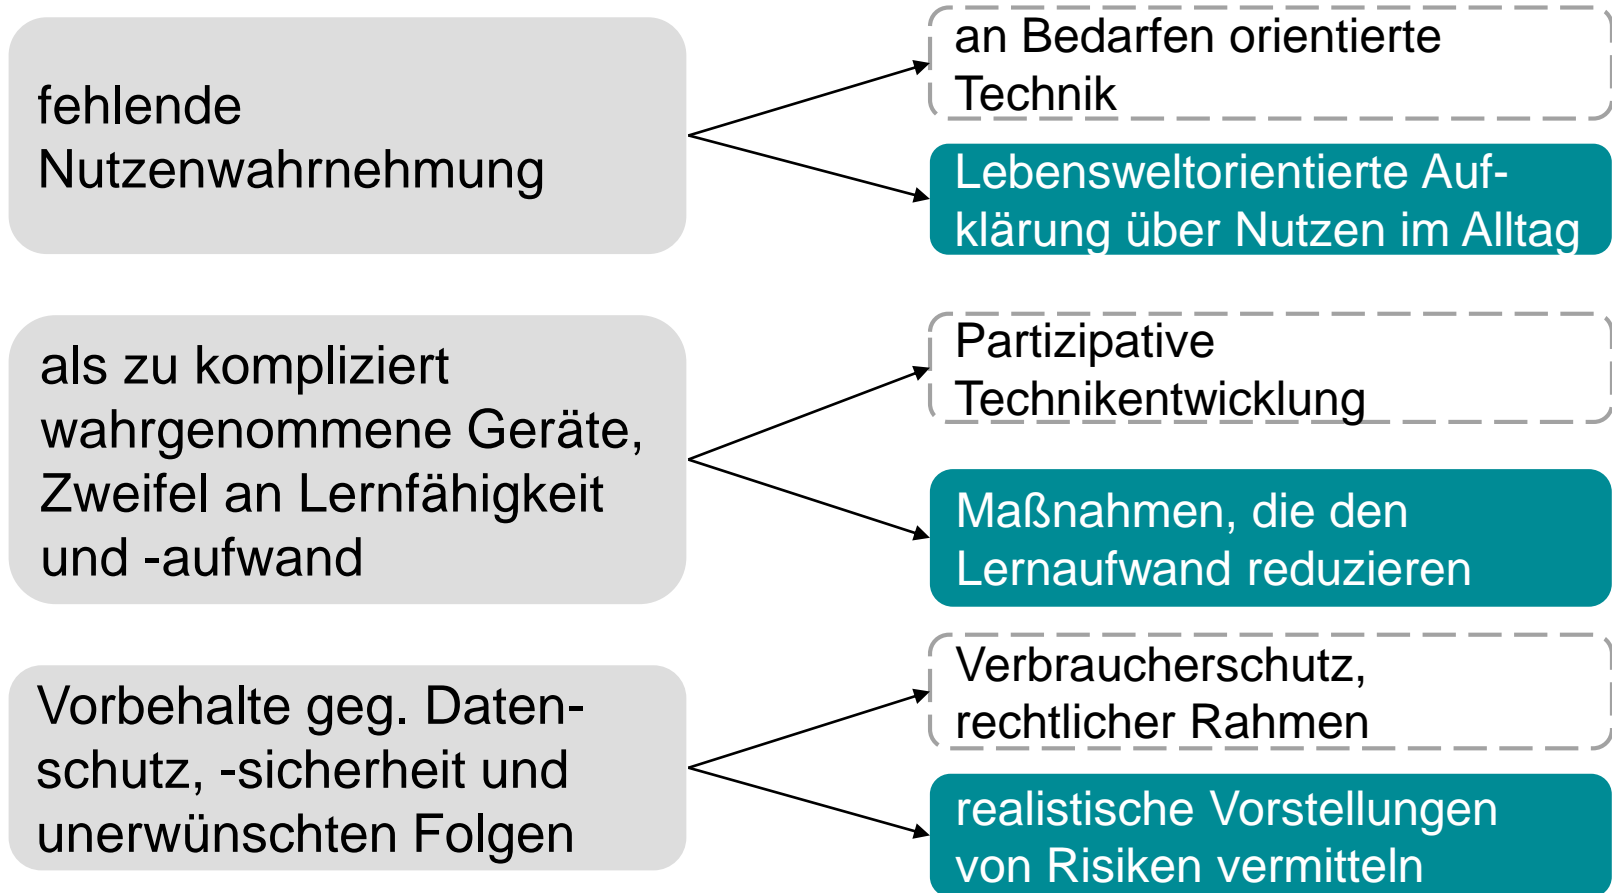 fehlende
Nutzenwahrnehmung
an Bedarfen orientierte
Technik
Lebensweltorientierte Auf-
klärung über Nutzen im Alltag
als zu kompliziert
wahrgenommene Geräte,
Zweifel an Lernfähigkeit
und -aufwand
Partizipative
Technikentwicklung
Maßnahmen, die den
Lernaufwand reduzieren
Vorbehalte geg. Daten-
schutz, -sicherheit und
unerwünschten Folgen
Verbraucherschutz,
rechtlicher Rahmen
realistische Vorstellungen
von Risiken vermitteln